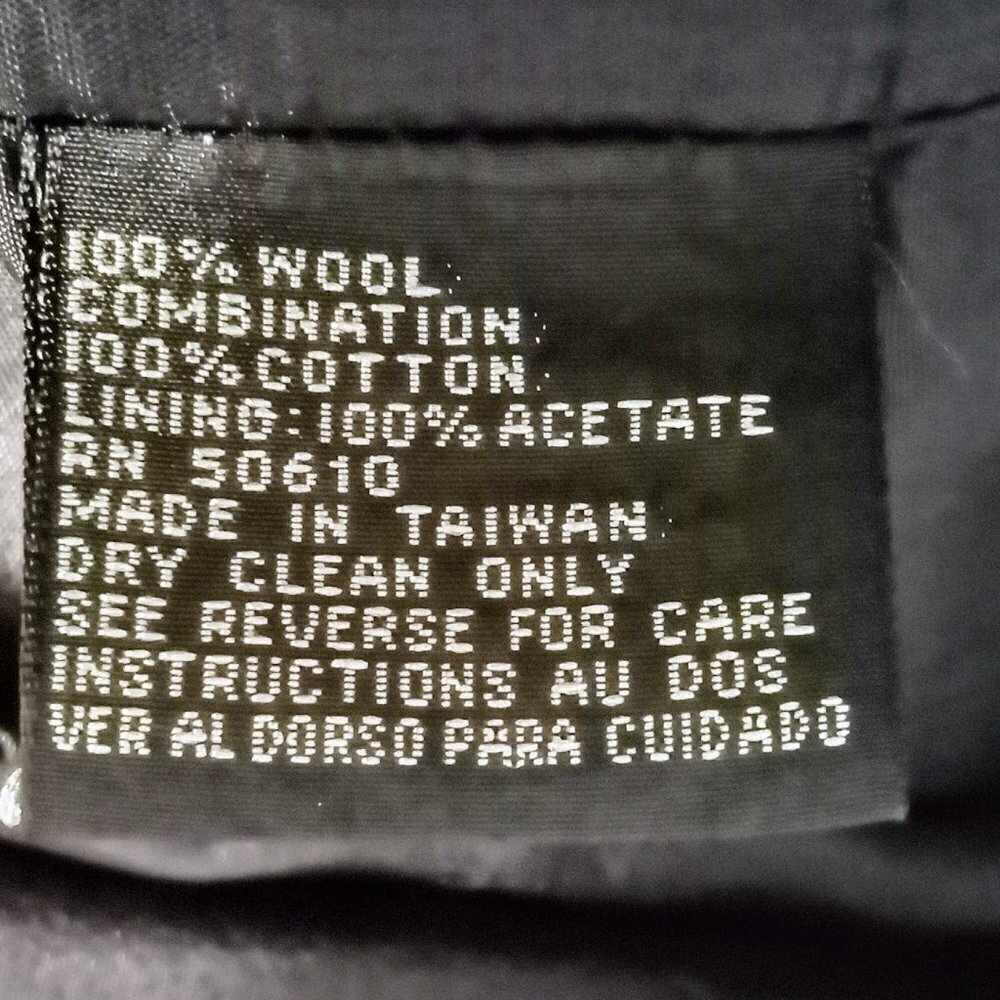 100% WOOL
COMBINATION
100% COTTON
LINING:100% ACETATE
RN 50610
MADE IN TAIWAN
DRY CLEAN ONLY
SEE REVERSE FOR CARE
INSTRUCTIONS AU DOS
VER AL DORSO PARA CUIDADO